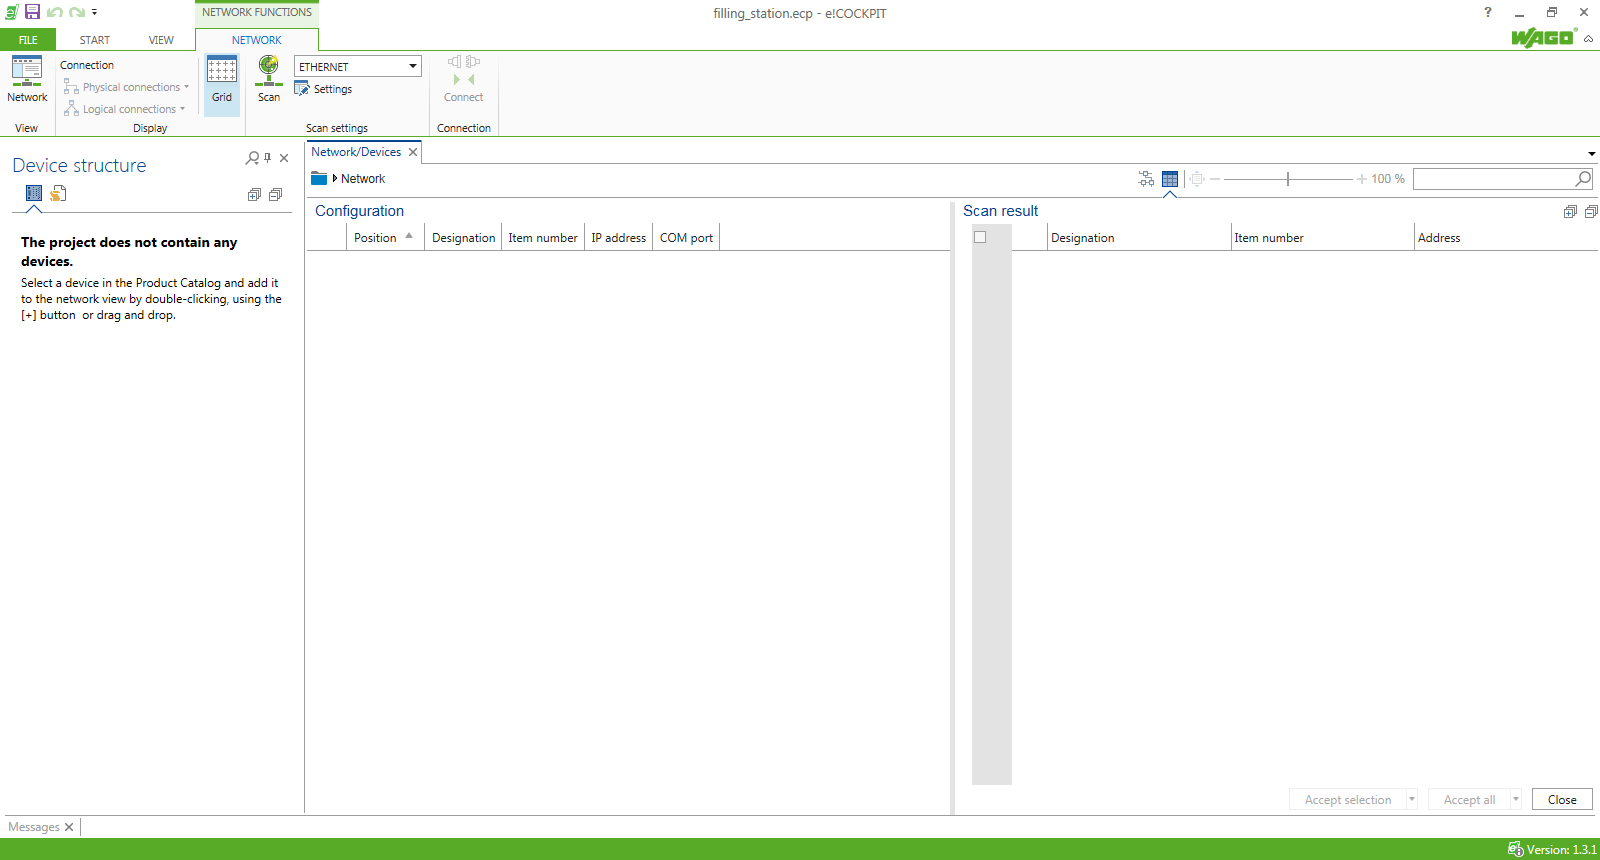 NETWORK FUNCTIONS
filling_station.ecp - e!COCKPIT
?
FILE
START
VIEW
NETWORK
WAGO
Network
View
Connection
Physical connections
Logical connections
Display
Grid
Scan
ETHERNET
Settings
Scan settings
Connect
Connection
Device structure
The project does not contain any
devices.
Select a device in the Product Catalog and add it
to the network view by double-clicking, using the
[+] button or drag and drop.
Network/Devices
Network
100 %
Configuration
Position Designation Item number IP address COM port
Scan result
Designation Item number Address
Accept selection
Accept all
Close
Messages
Version: 1.3.1